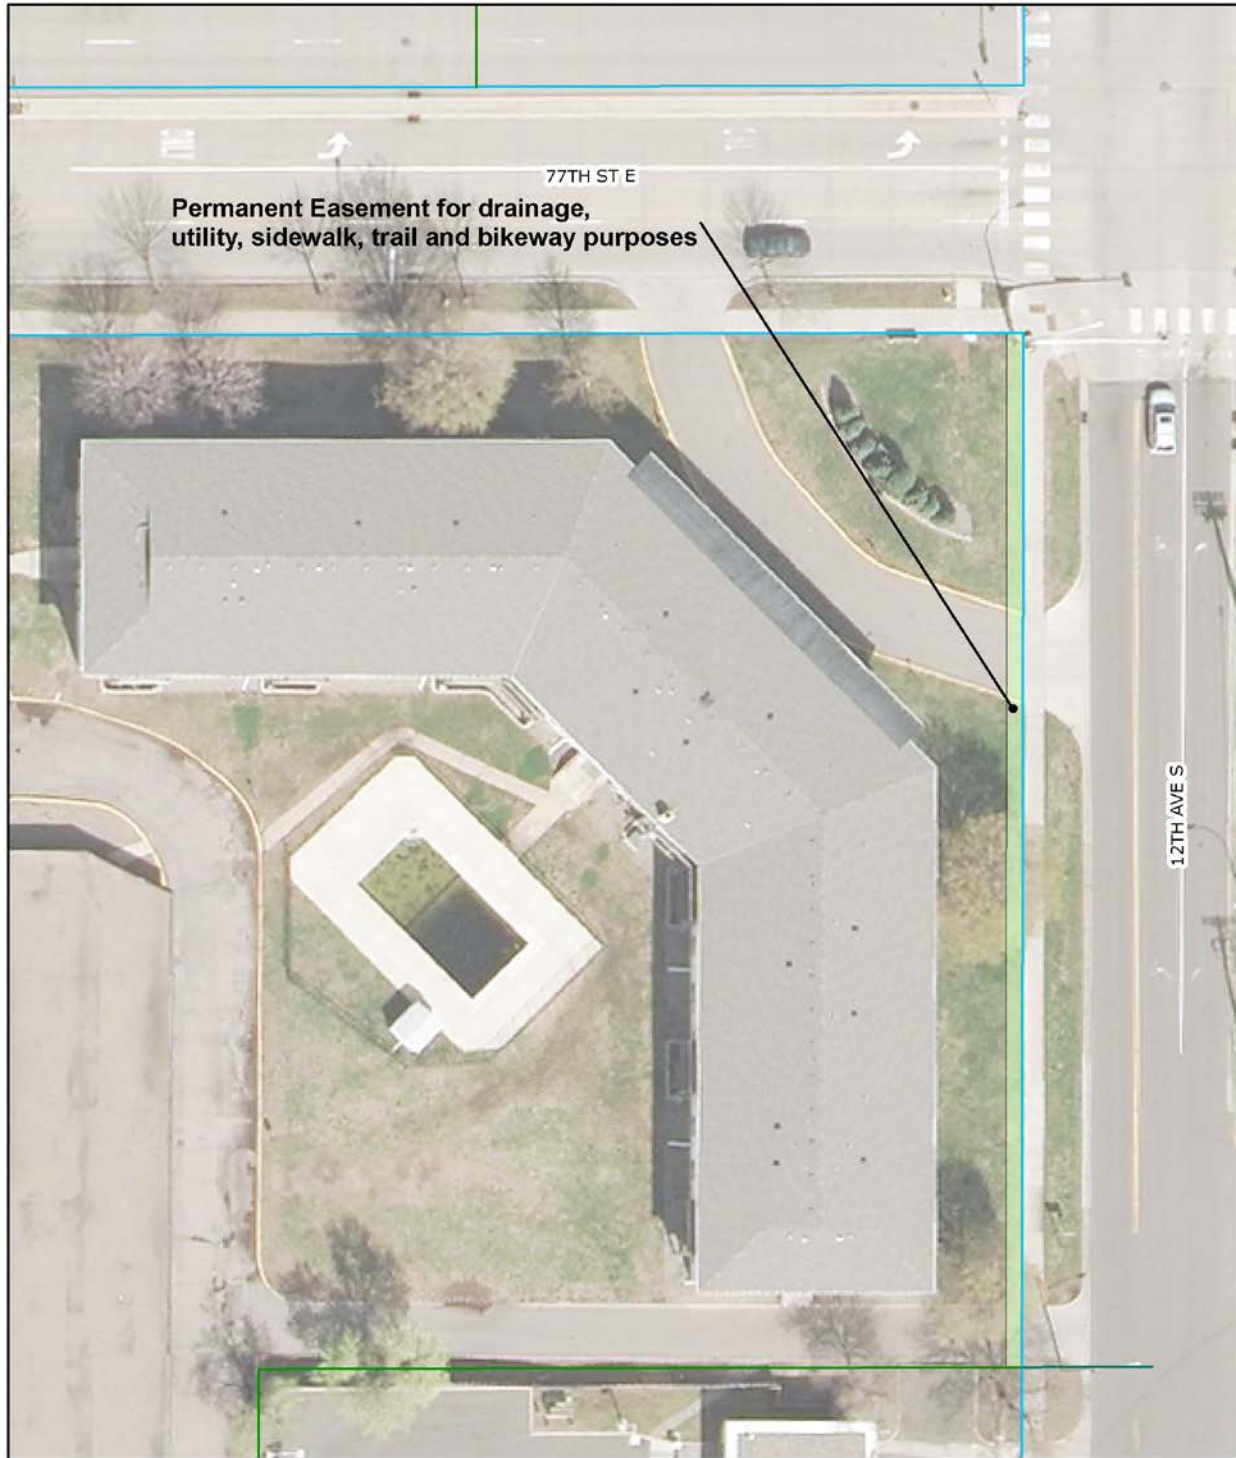 77TH ST E
Permanent Easement for drainage,
utility, sidewalk, trail and bikeway purposes
12TH AVE S